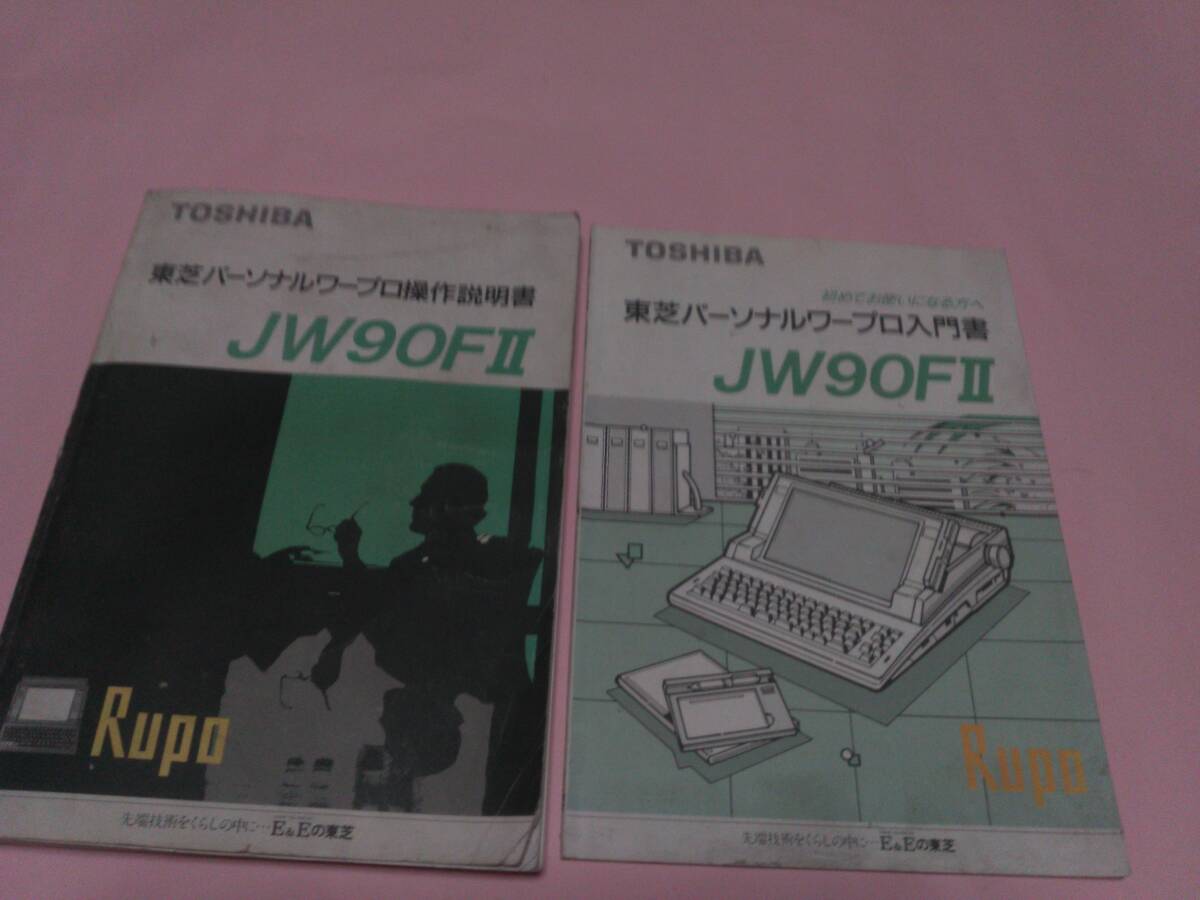 TOSHIBA
東芝パーソナルワープロ操作説明書
JW90FⅡ
Rupo
先端技術をくらしの中に…E&Eの東芝
TOSHIBA
初めてお使いになる方へ
東芝パーソナルワープロ入門書
JW90FⅡ
Rupo
先端技術をくらしの中に…E&Eの東芝